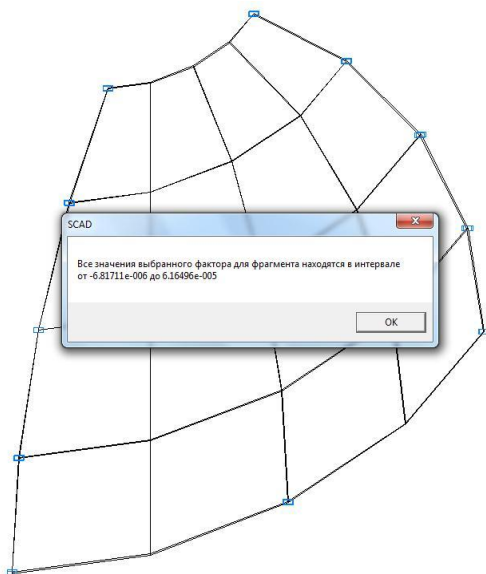 SCAD
Все значения выбранного фактора для фрагмента находятся в интервале
от -6.81711e-006 до 6.16496e-005
OK